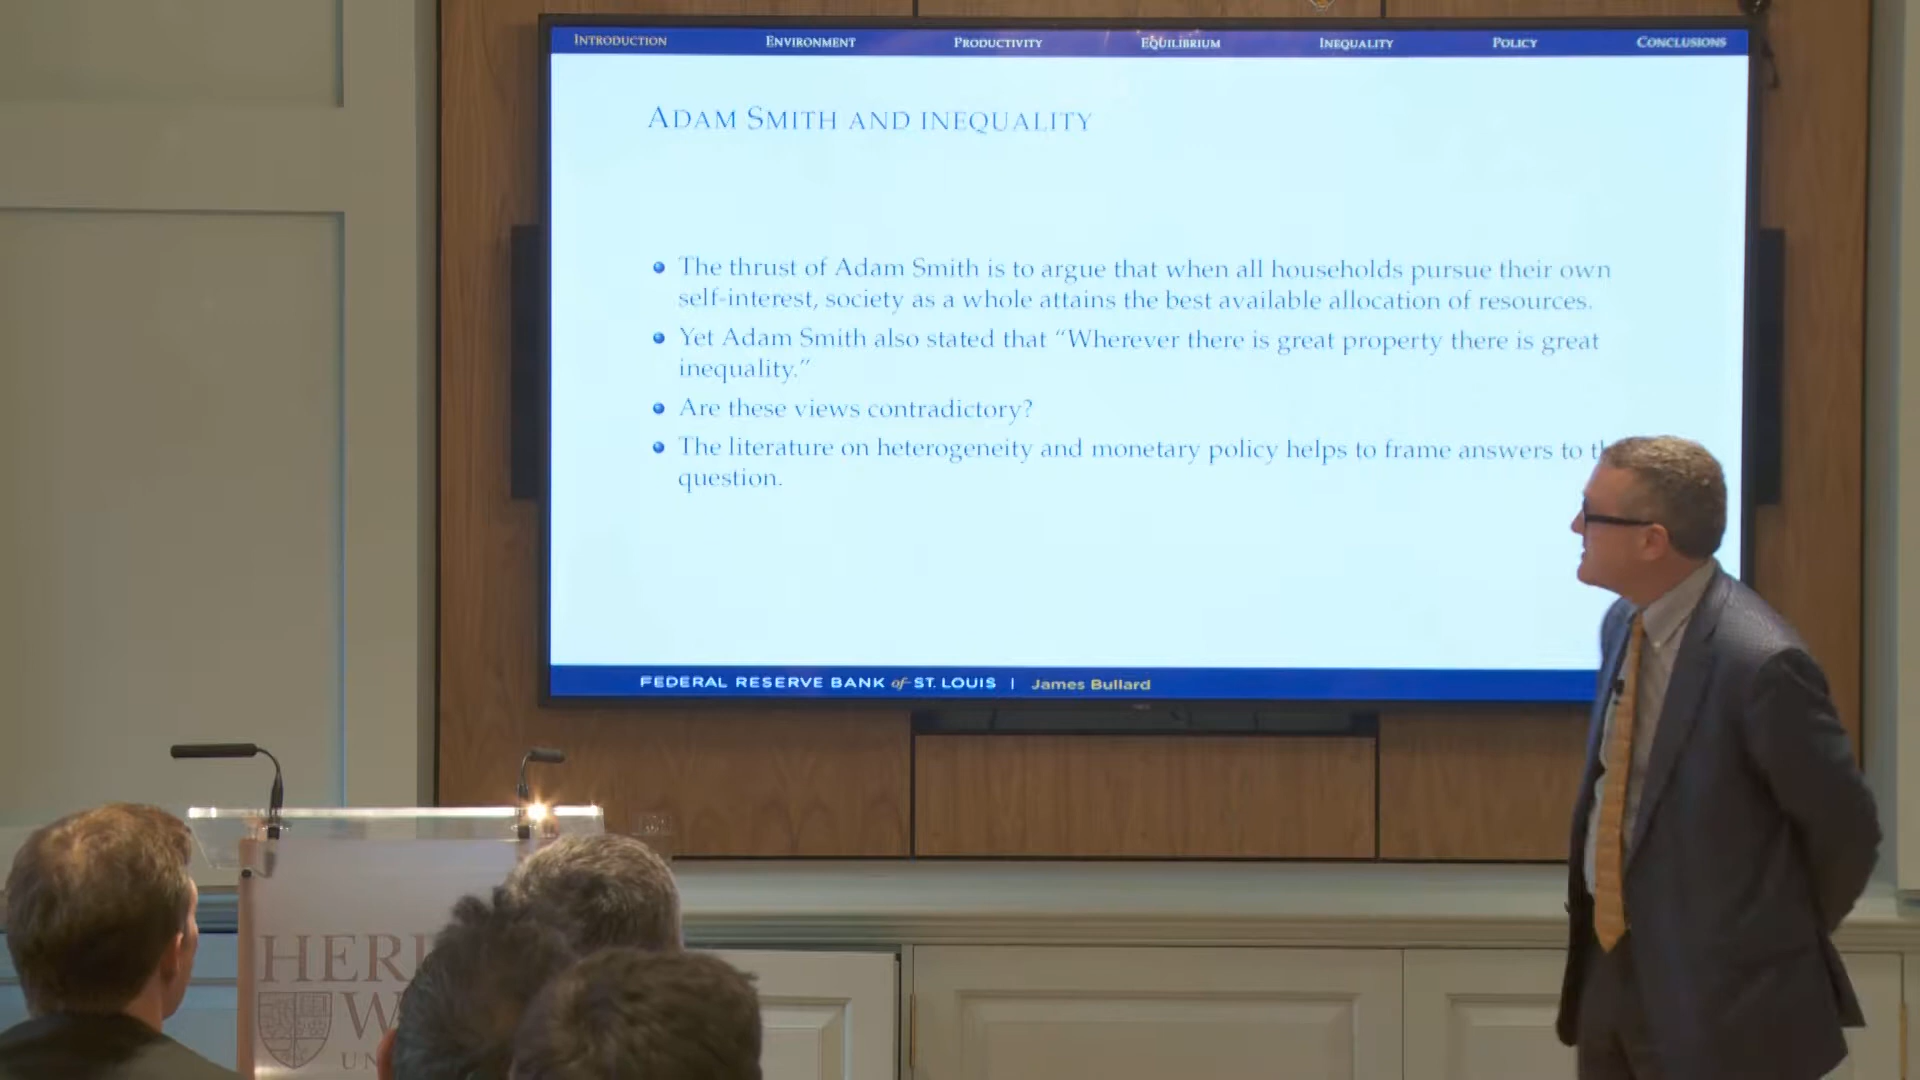 INTRODUCTION ENVIRONMENT PRODUCTIVITY EQUILIBRIUM INEQUALITY POLICY CONCLUSIONS
ADAM SMITH AND INEQUALITY
The thrust of Adam Smith is to argue that when all households pursue their own
self-interest, society as a whole attains the best available allocation of resources.
Yet Adam Smith also stated that “Wherever there is great property there is great
inequality.”
Are these views contradictory?
The literature on heterogeneity and monetary policy helps to frame answers to
question.
FEDERAL RESERVE BANK of ST. LOUIS | James Bullard